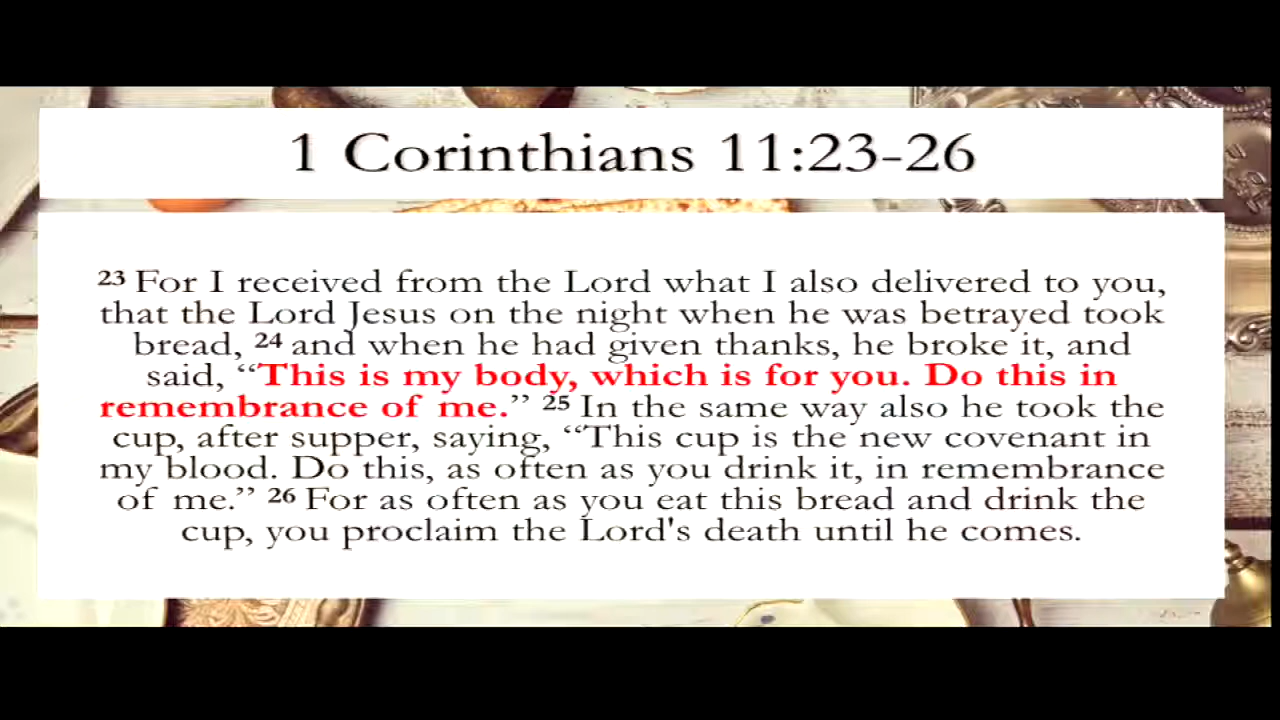 1 Corinthians 11:23-26
23 For I received from the Lord what I also delivered to you,
that the Lord Jesus on the night when he was betrayed took
bread, 24 and when he had given thanks, he broke it, and
said, “This is my body, which is for you. Do this in
remembrance of me.” 25 In the same way also he took the
cup, after supper, saying, “This cup is the new covenant in
my blood. Do this, as often as you drink it, in remembrance
of me.” 26 For as often as you eat this bread and drink the
cup, you proclaim the Lord's death until he comes.